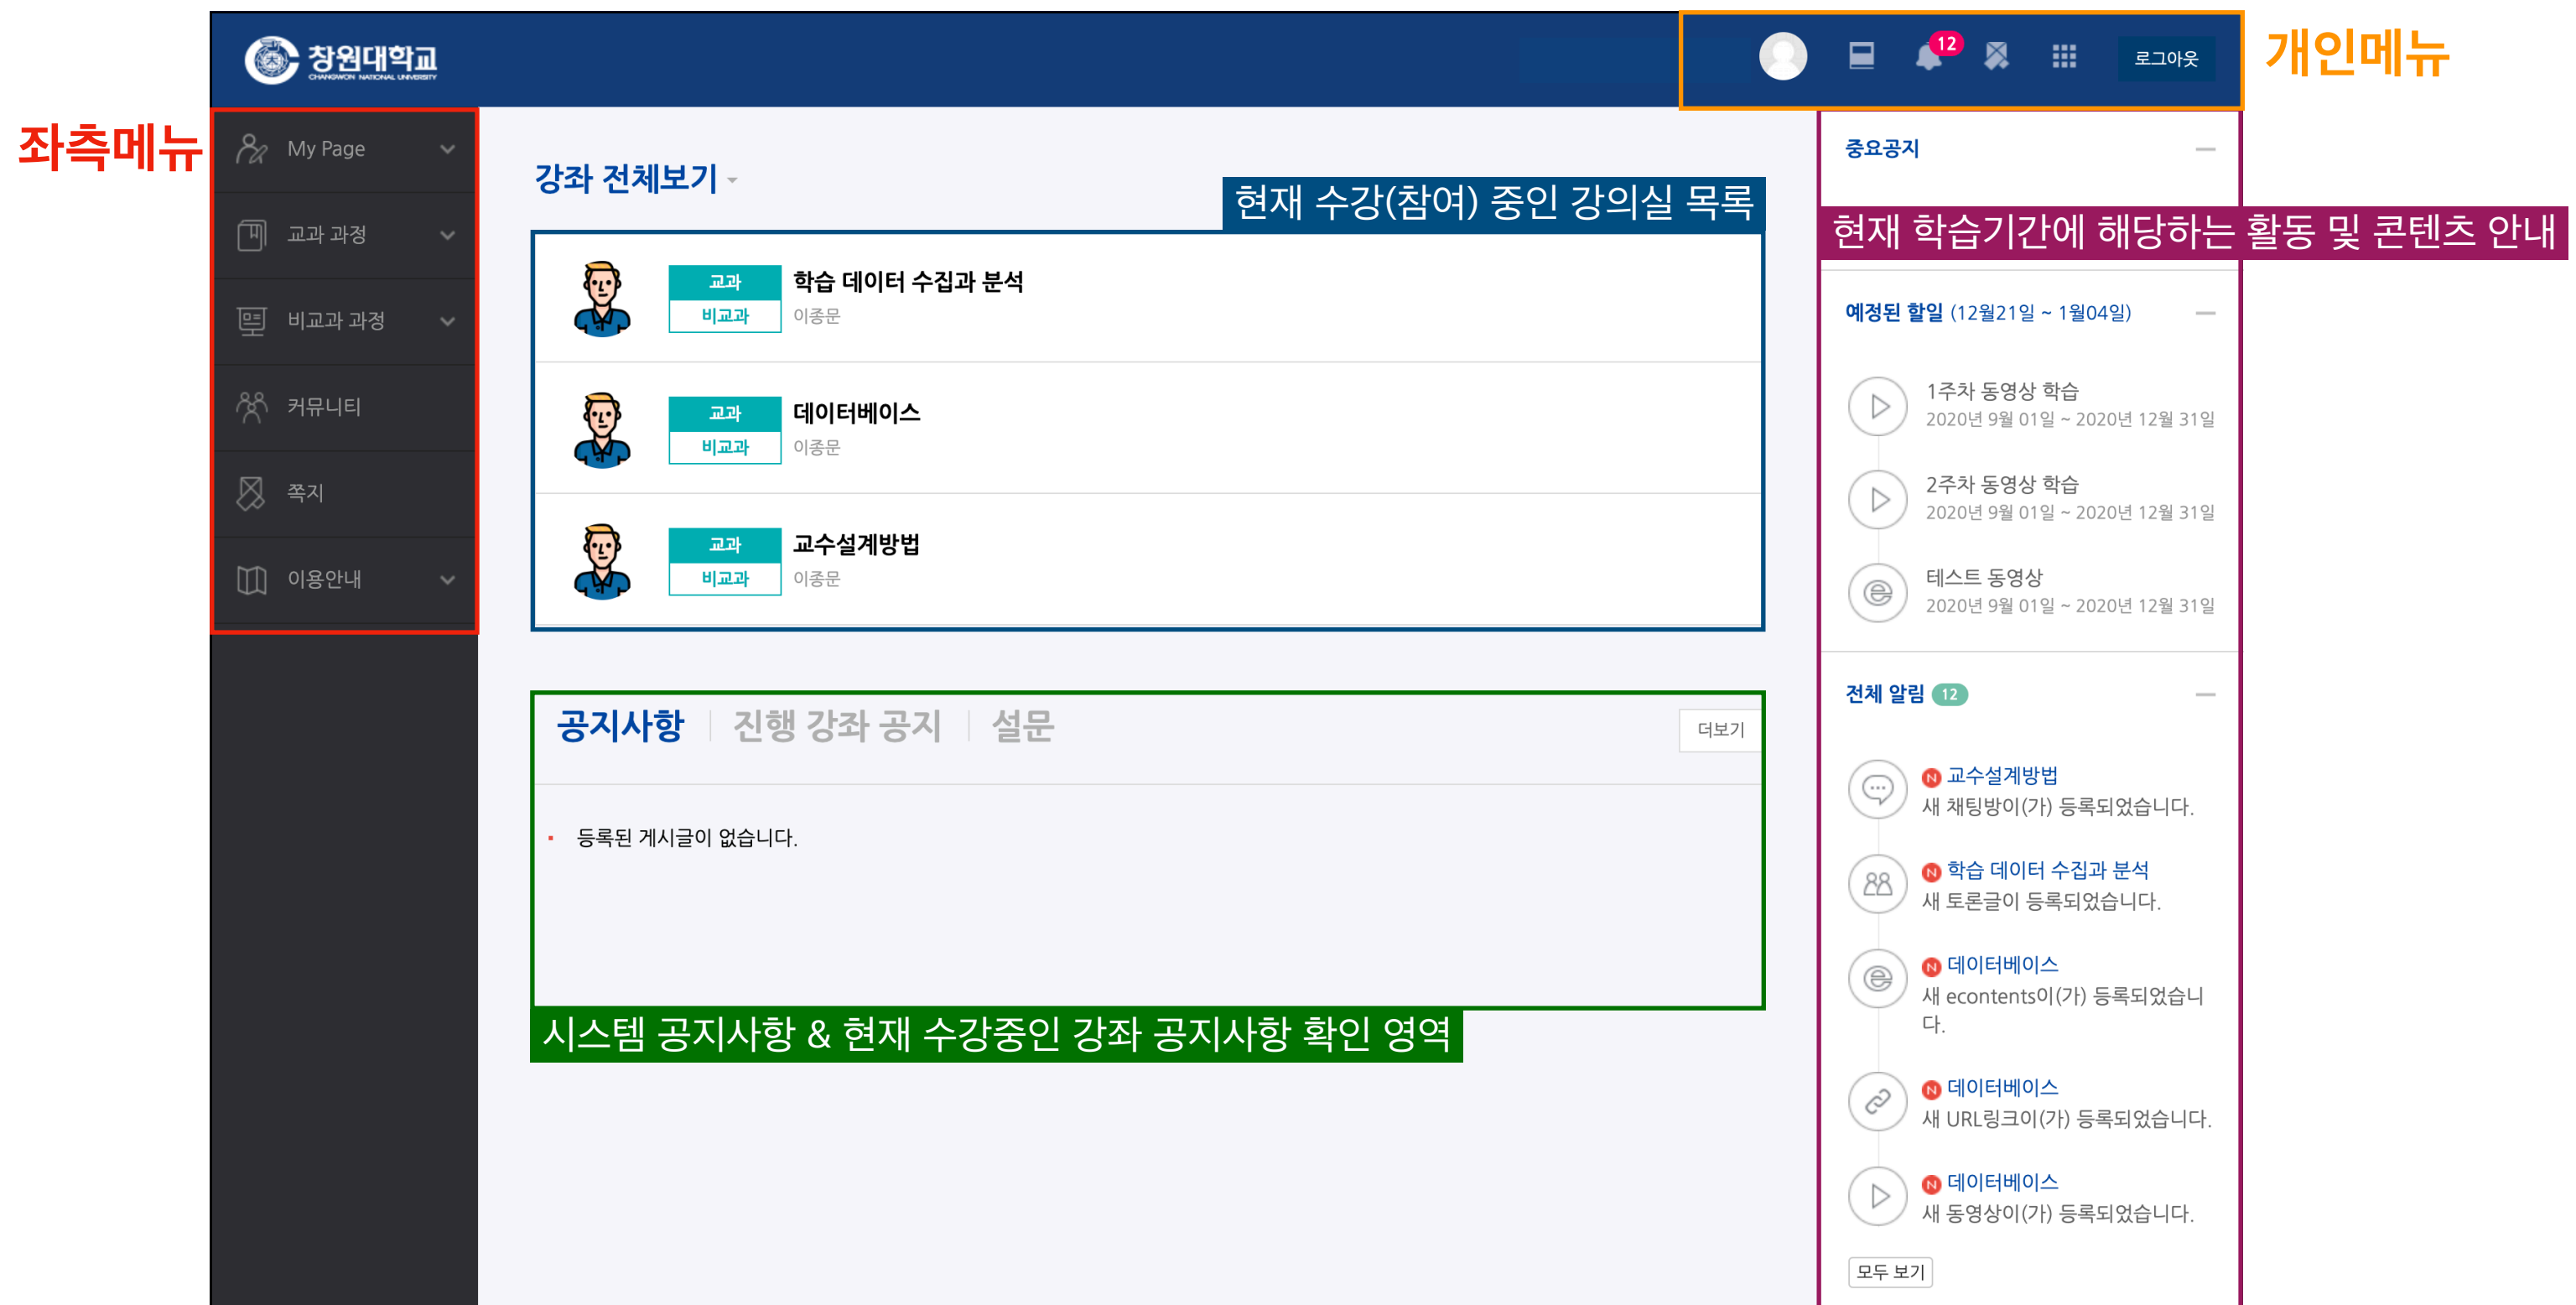 창원대학교
CHANGWON NATIONAL UNIVERSITY
12
로그아웃
개인메뉴
좌측메뉴
My Page
교과 과정
비교과 과정
커뮤니티
쪽지
이용안내
강좌 전체보기
현재 수강(참여) 중인 강의실 목록
교과
비교과
학습 데이터 수집과 분석
이종문
교과
비교과
데이터베이스
이종문
교과
비교과
교수설계방법
이종문
공지사항
진행 강좌 공지
설문
더보기
등록된 게시글이 없습니다.
시스템 공지사항 & 현재 수강중인 강좌 공지사항 확인 영역
중요공지
현재 학습기간에 해당하는 활동 및 콘텐츠 안내
예정된 할일 (12월21일 ~ 1월04일)
1주차 동영상 학습
2020년 9월 01일 ~ 2020년 12월 31일
2주차 동영상 학습
2020년 9월 01일 ~ 2020년 12월 31일
테스트 동영상
2020년 9월 01일 ~ 2020년 12월 31일
전체 알림 12
N 교수설계방법
새 채팅방이(가) 등록되었습니다.
N 학습 데이터 수집과 분석
새 토론글이 등록되었습니다.
N 데이터베이스
새 econtents이(가) 등록되었습니
다.
N 데이터베이스
새 URL링크이(가) 등록되었습니다.
N 데이터베이스
새 동영상이(가) 등록되었습니다.
모두 보기